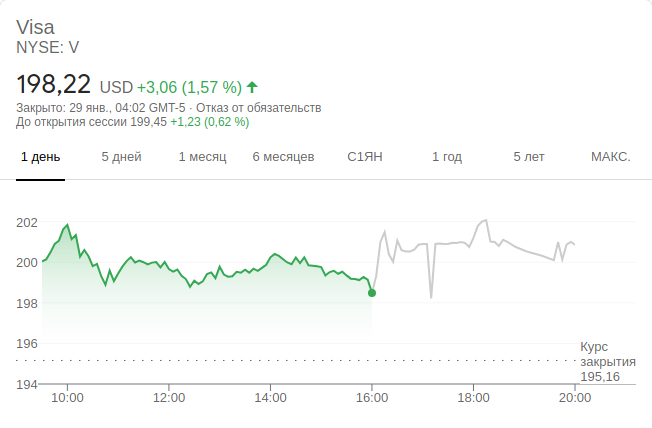 Visa
NYSE: V
198,22 USD +3,06 (1,57 %)
Закрыто: 29 янв., 04:02 GMT-5 · Отказ от обязательств
До открытия сессии 199,45 +1,23 (0,62 %)
1 день 5 дней 1 месяц 6 месяцев С1ЯН 1 год 5 лет МАКС.
202
200
198
196
Курс
закрытия
195,16
194
10:00 12:00 14:00 16:00 18:00 20:00